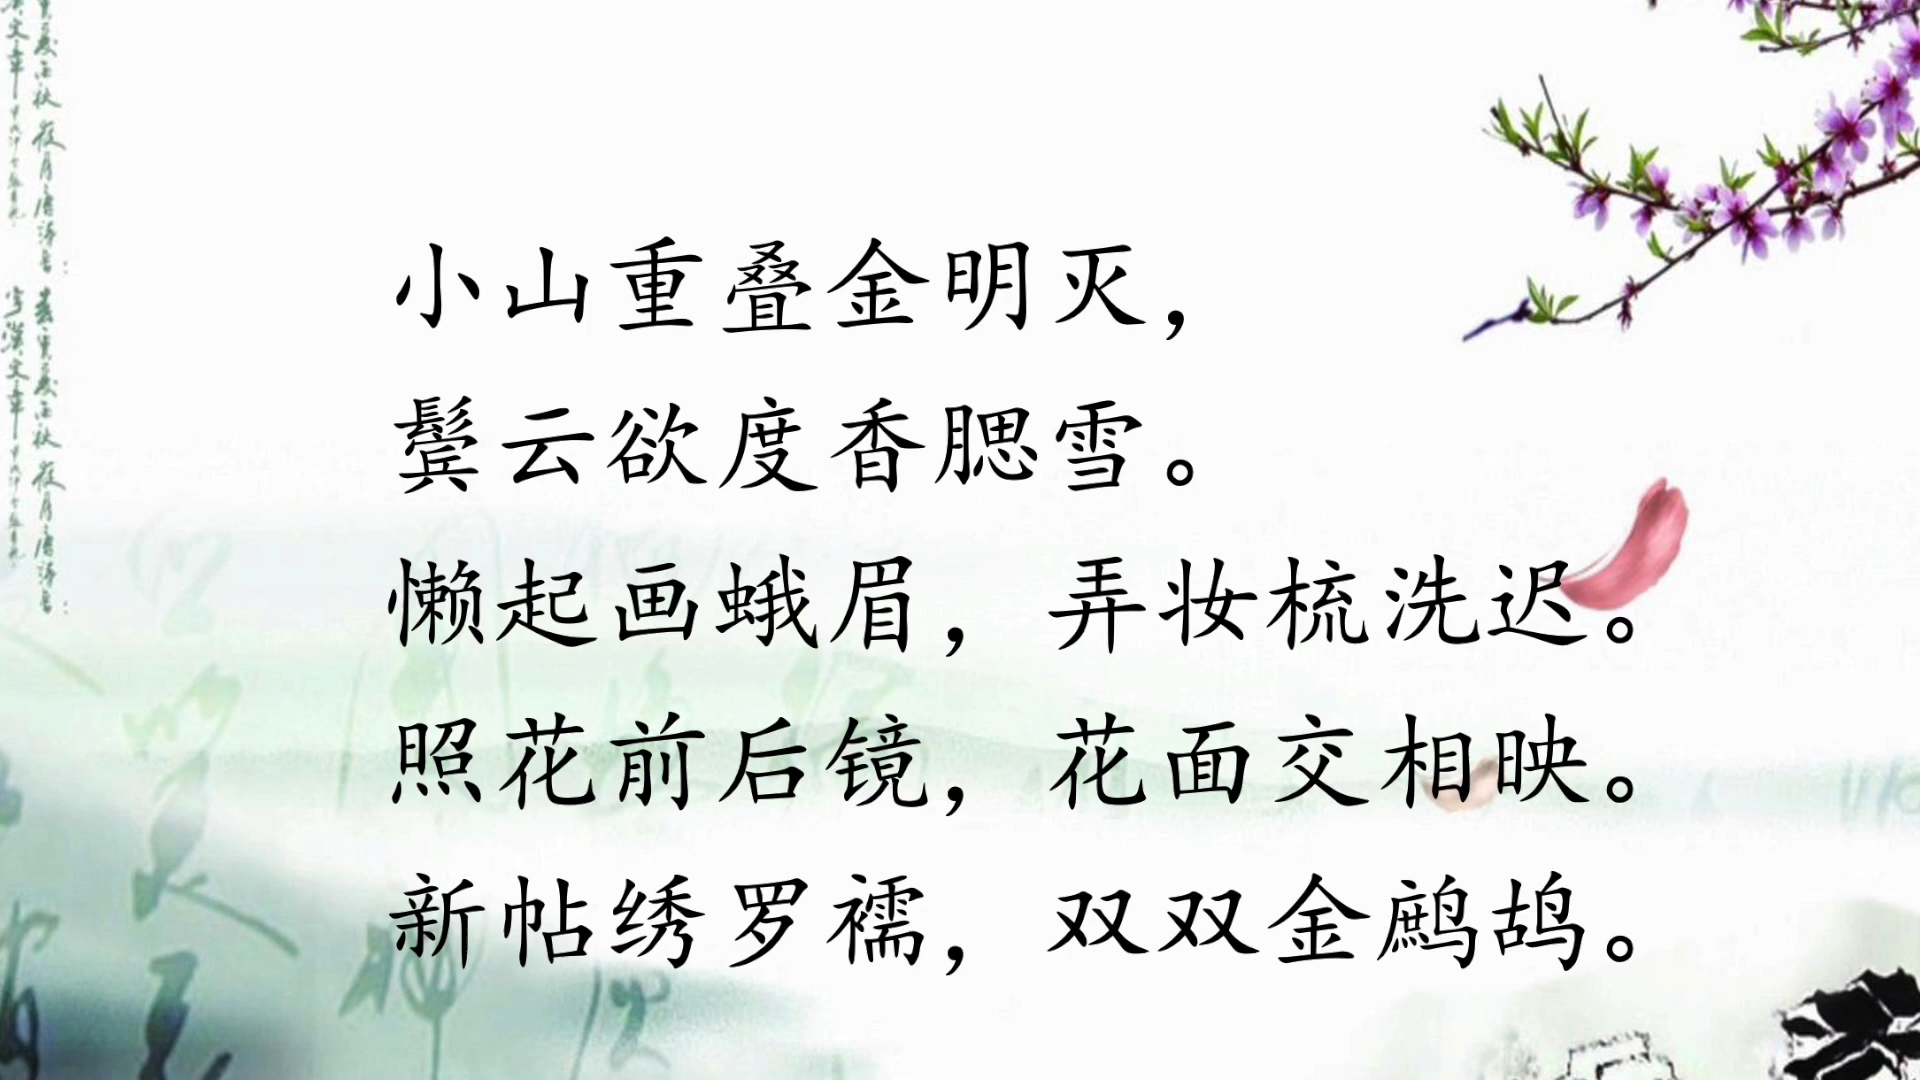 小山重叠金明灭，
鬓云欲度香腮雪。
懒起画蛾眉，弄妆梳洗迟。
照花前后镜，花面交相映。
新帖绣罗襦，双双金鹧鸪。